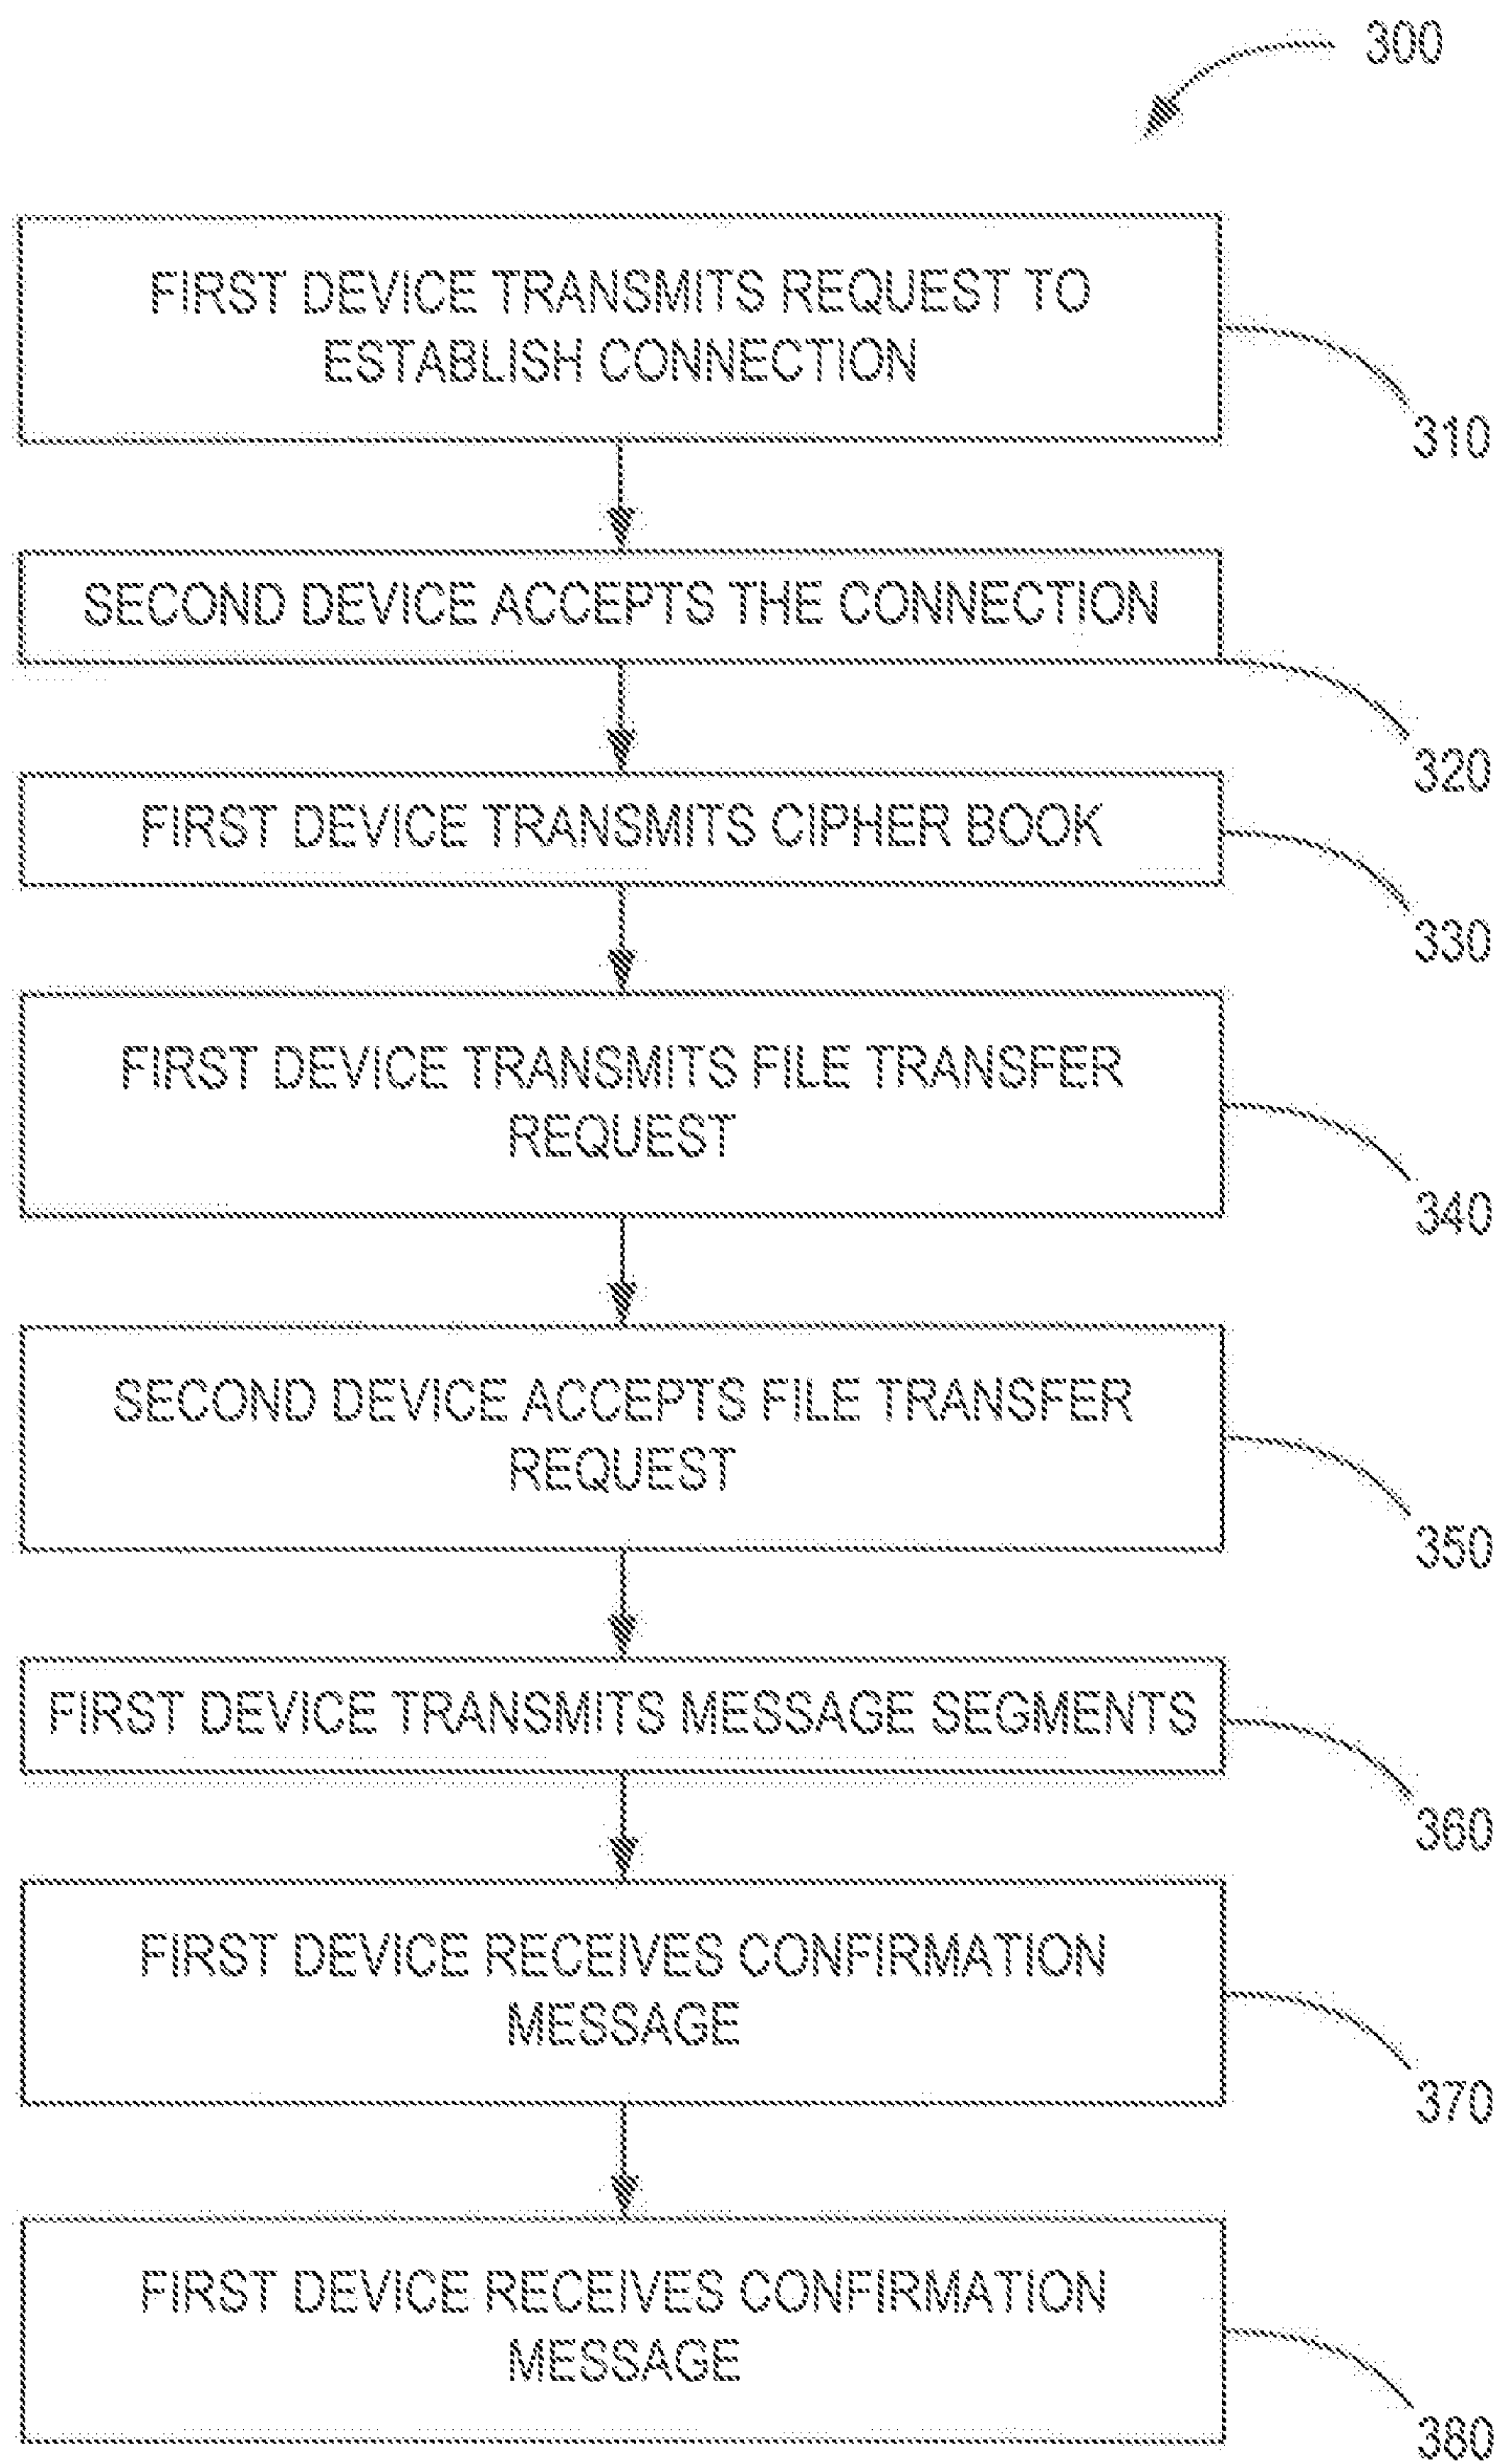 300
FIRST DEVICE TRANSMITS REQUEST TO
ESTABLISH CONNECTION
310
SECOND DEVICE ACCEPTS THE CONNECTION
320
FIRST DEVICE TRANSMITS CIPHER BOOK
330
FIRST DEVICE TRANSMITS FILE TRANSFER
REQUEST
340
SECOND DEVICE ACCEPTS FILE TRANSFER
REQUEST
350
FIRST DEVICE TRANSMITS MESSAGE SEGMENTS
360
FIRST DEVICE RECEIVES CONFIRMATION
MESSAGE
370
FIRST DEVICE RECEIVES CONFIRMATION
MESSAGE
380